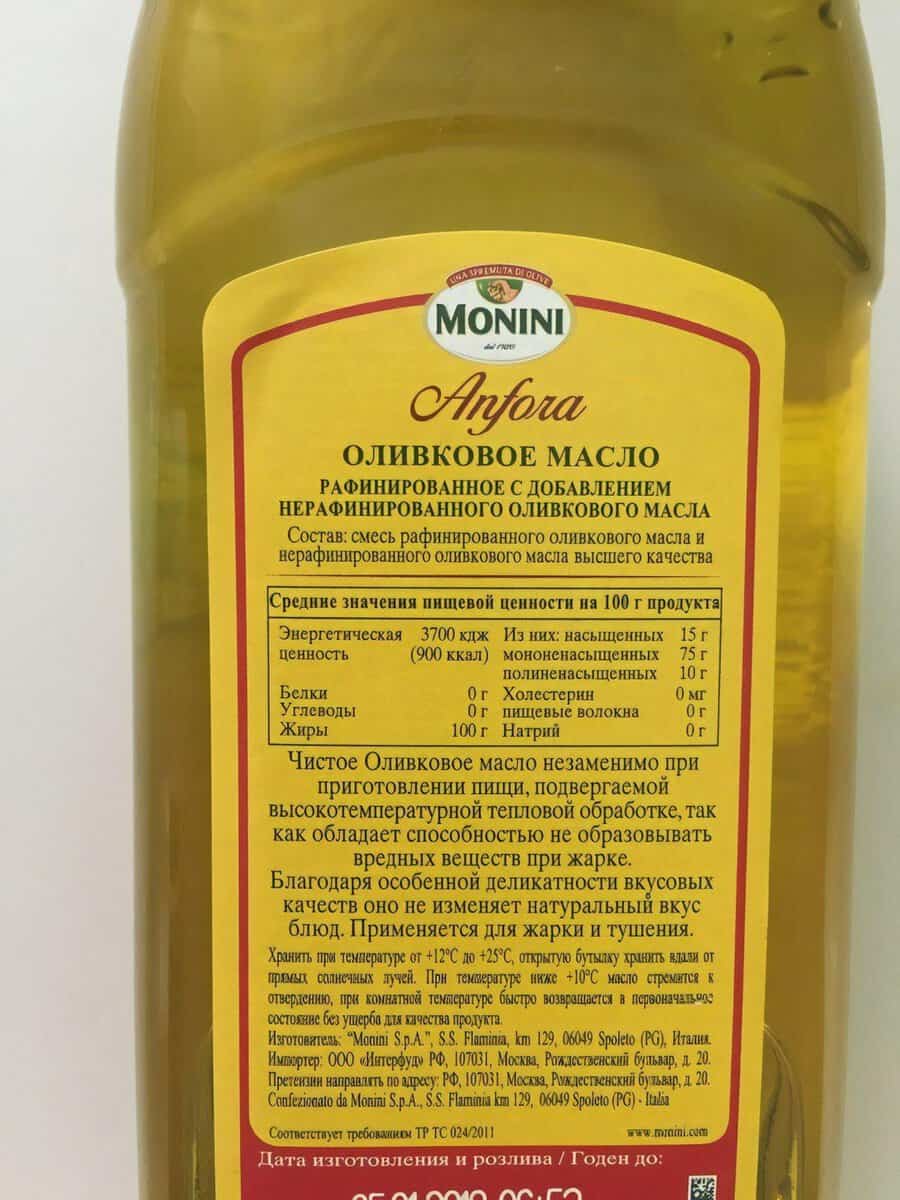 UNA SPREMUTA DI OLIVE
MONINI
dal 1920
Anfora
ОЛИВКОВОЕ МАСЛО
РАФИНИРОВАННОЕ С ДОБАВЛЕНИЕМ
НЕРАФИНИРОВАННОГО ОЛИВКОВОГО МАСЛА
Состав: смесь рафинированного оливкового масла и
нерафинированного оливкового масла высшего качества
Средние значения пищевой ценности на 100 г продукта
Энергетическая 3700 кдж Из них: насыщенных 15 г
ценность (900 ккал) мононенасыщенных 75 г
полиненасыщенных 10 г
Белки 0 г Холестерин 0 мг
Углеводы 0 г пищевые волокна 0 г
Жиры 100 г Натрий 0 г
Чистое Оливковое масло незаменимо при
приготовлении пищи, подвергаемой
высокотемпературной тепловой обработке, так
как обладает способностью не образовывать
вредных веществ при жарке.
Благодаря особенной деликатности вкусовых
качеств оно не изменяет натуральный вкус
блюд. Применяется для жарки и тушения.
Хранить при температуре от +12°С до +25°С, открытую бутылку хранить вдали от
прямых солнечных лучей. При температуре ниже +10°С масло стремится к
отвердению, при комнатной температуре быстро возвращается в первоначальное
состояние без ущерба для качества продукта.
Изготовитель: "Monini S.p.A.", S.S. Flaminia, km 129, 06049 Spoleto (PG), Италия.
Импортер: ООО «Интерфуд» РФ, 107031, Москва, Рождественский бульвар, д. 20.
Претензии направлять по адресу: РФ, 107031, Москва, Рождественский бульвар, д. 20.
Confezionato da Monini S.p.A., S.S. Flaminia km 129, 06049 Spoleto (PG) - Italia
Соответствует требованиям ТР ТС 024/2011 www.monini.com
Дата изготовления и розлива / Годен до: